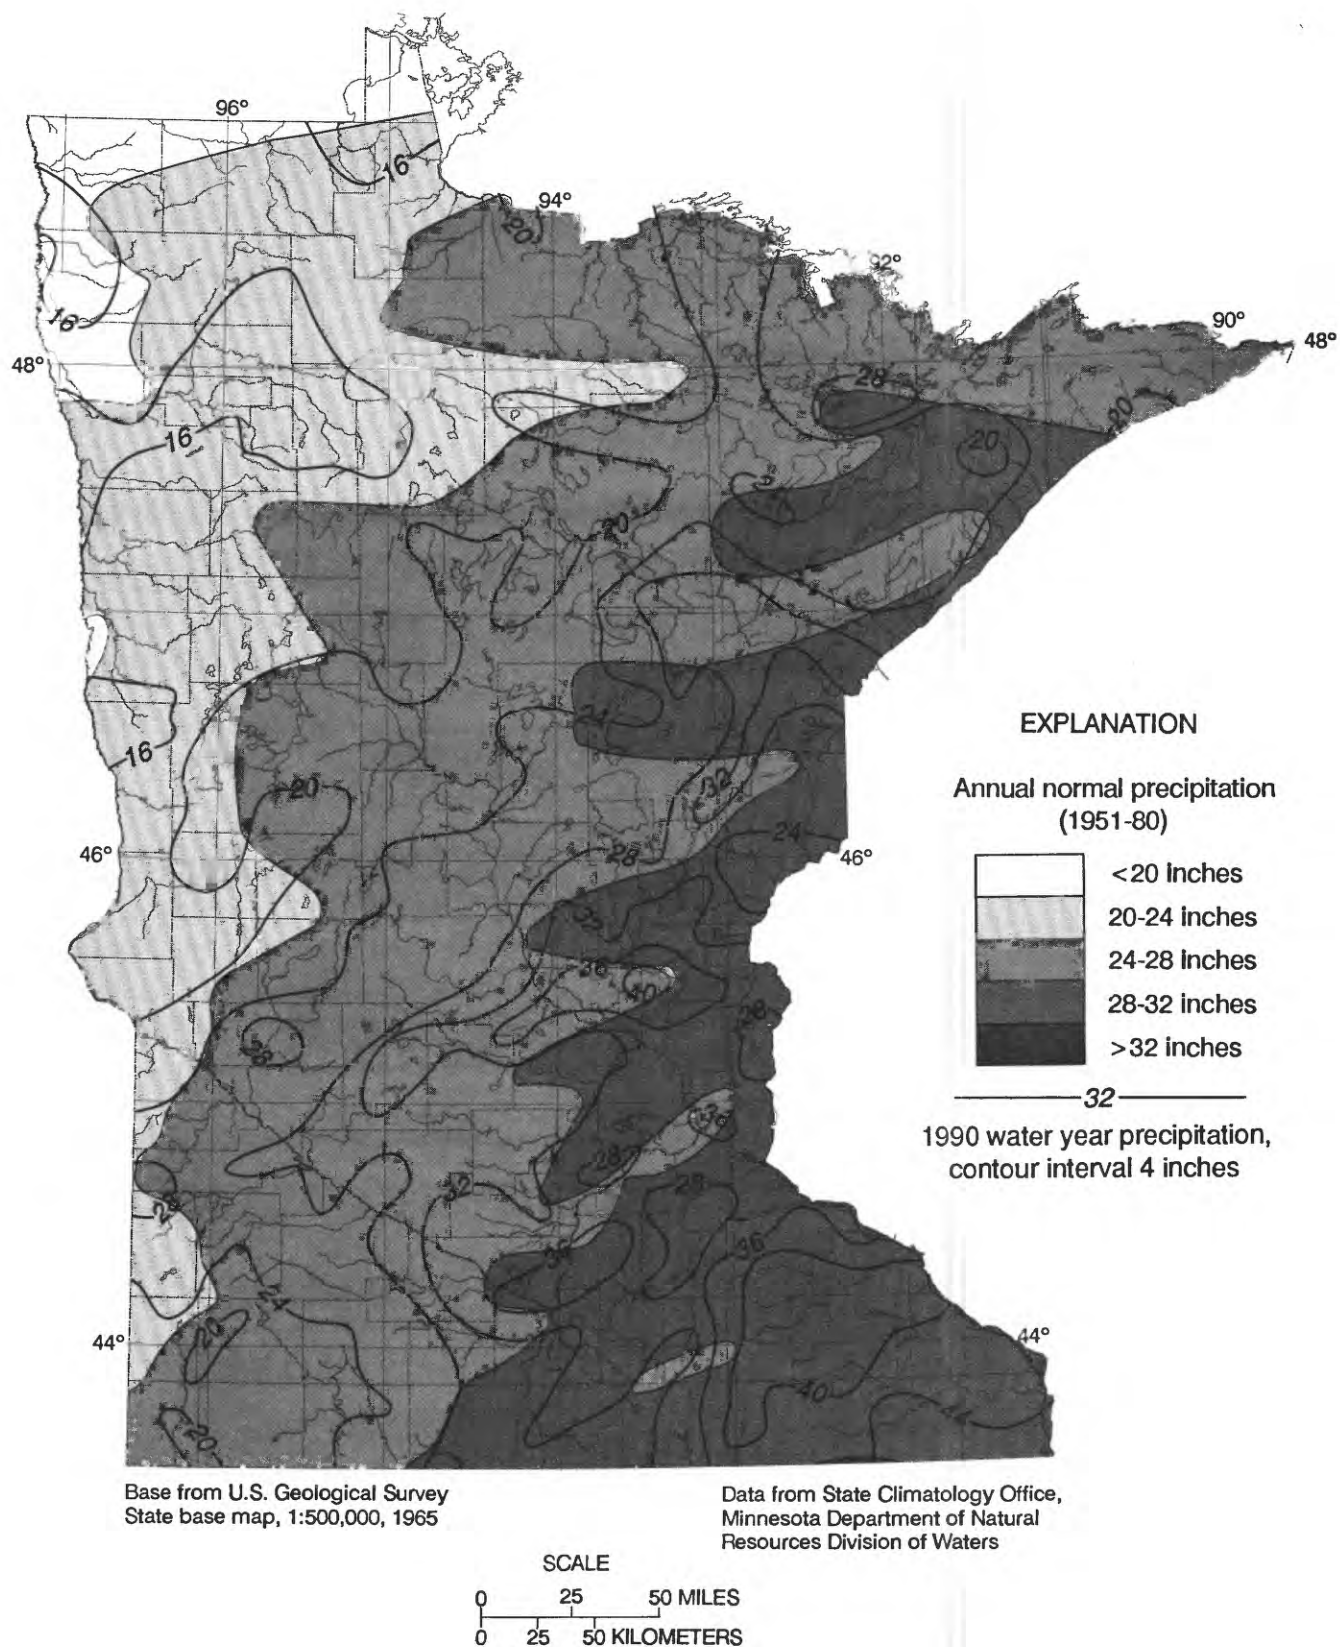 96°
16
94°
20
92°
90°
48°
16
48°
28
20
20
16
20
24
16
20
32
24
46°
28
46°
32
36
40
28
28
28
32
28
24
36
36
24
20
44°
44°
40
44
20
EXPLANATION
Annual normal precipitation
(1951-80)
<20 inches
20-24 inches
24-28 inches
28-32 inches
>32 inches
32
1990 water year precipitation,
contour interval 4 inches
Base from U.S. Geological Survey
State base map, 1:500,000, 1965
Data from State Climatology Office,
Minnesota Department of Natural
Resources Division of Waters
SCALE
0 25 50 MILES
0 25 50 KILOMETERS